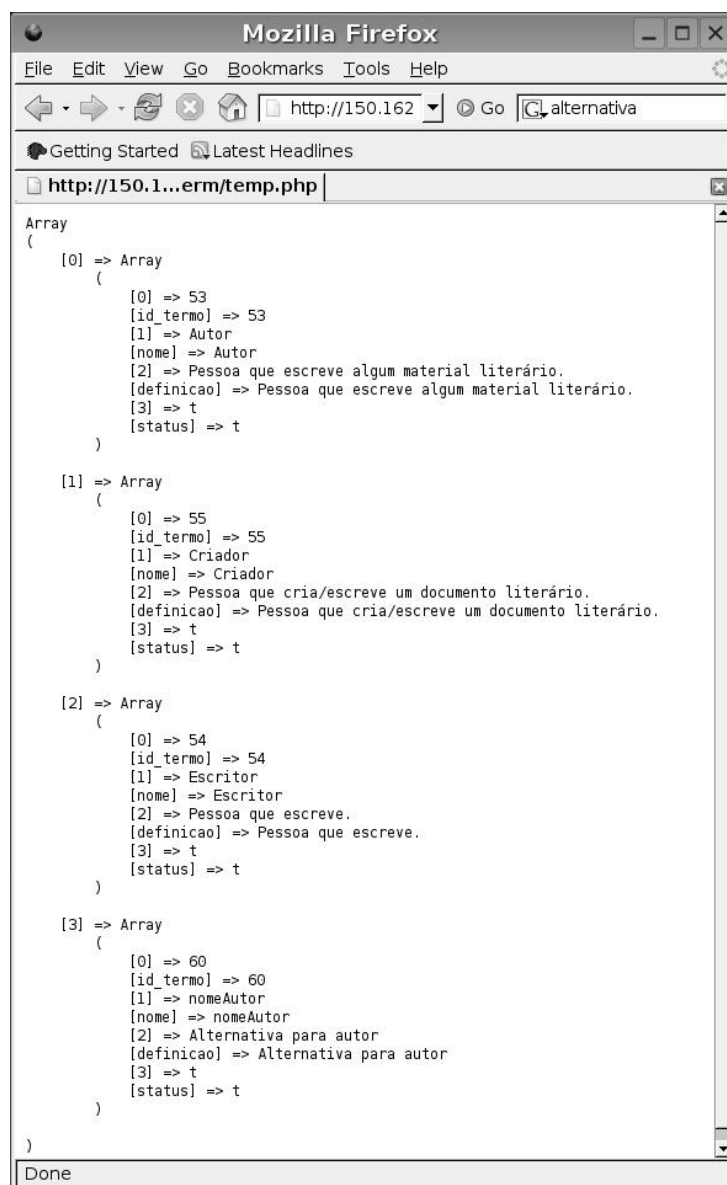 Mozilla Firefox
File Edit View Go Bookmarks Tools Help
http://150.162 Go G alternativa
Getting Started Latest Headlines
http://150.1...erm/temp.php
Array
(
[0] => Array
(
[0] => 53
[id_termo] => 53
[1] => Autor
[nome] => Autor
[2] => Pessoa que escreve algum material literário.
[definicao] => Pessoa que escreve algum material literário.
[3] => t
[status] => t
)
[1] => Array
(
[0] => 55
[id_termo] => 55
[1] => Criador
[nome] => Criador
[2] => Pessoa que cria/escreve um documento literário.
[definicao] => Pessoa que cria/escreve um documento literário.
[3] => t
[status] => t
)
[2] => Array
(
[0] => 54
[id_termo] => 54
[1] => Escritor
[nome] => Escritor
[2] => Pessoa que escreve.
[definicao] => Pessoa que escreve.
[3] => t
[status] => t
)
[3] => Array
(
[0] => 60
[id_termo] => 60
[1] => nomeAutor
[nome] => nomeAutor
[2] => Alternativa para autor
[definicao] => Alternativa para autor
[3] => t
[status] => t
)
)
Done